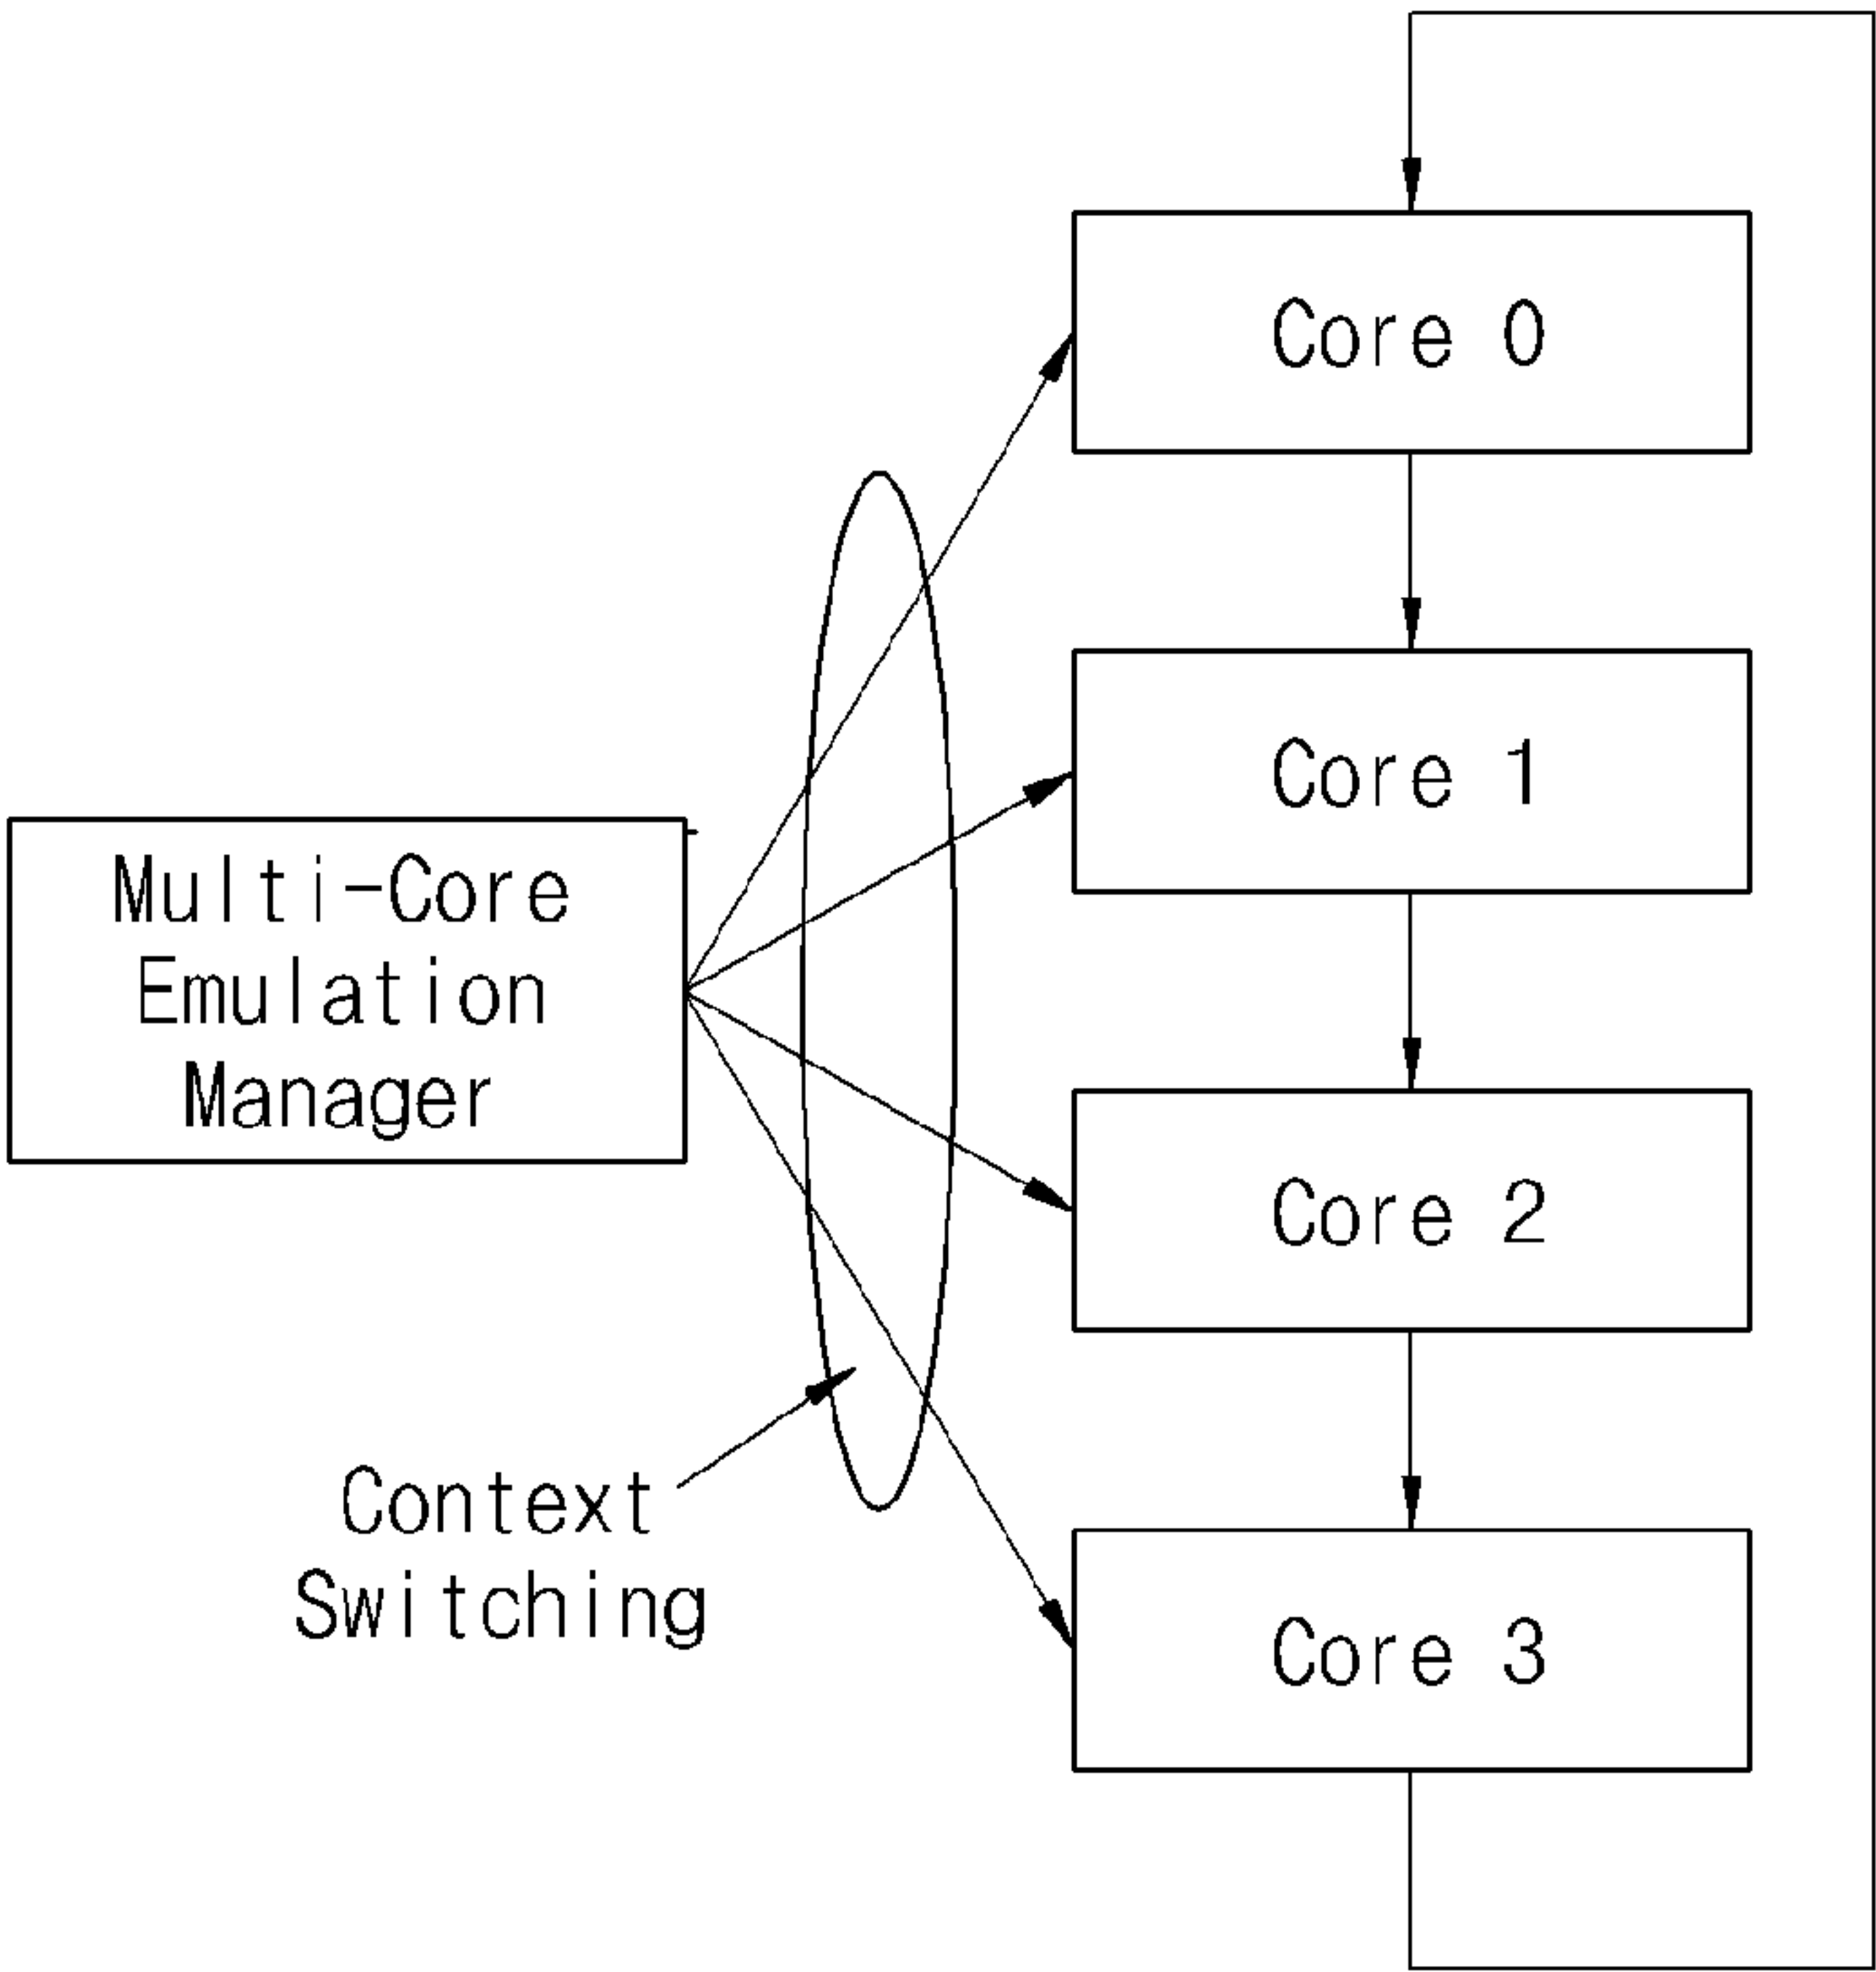 Core 0
Core 1
Multi-Core
Emulation
Manager
Core 2
Context
Switching
Core 3